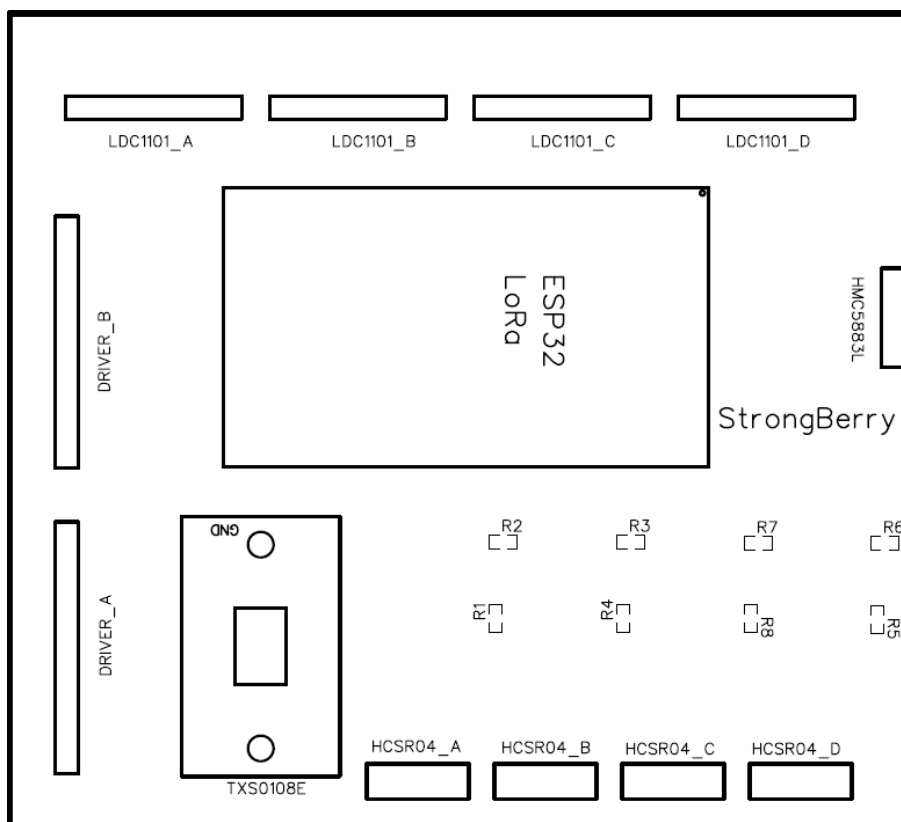 LDC1101_A
LDC1101_B
LDC1101_C
LDC1101_D
ESP32
LoRa
HMC5883L
DRIVER_B
StrongBerry
GND
R2
R3
R7
R6
R1
R4
R8
R5
DRIVER_A
HCSR04_A
HCSR04_B
HCSR04_C
HCSR04_D
TXS0108E